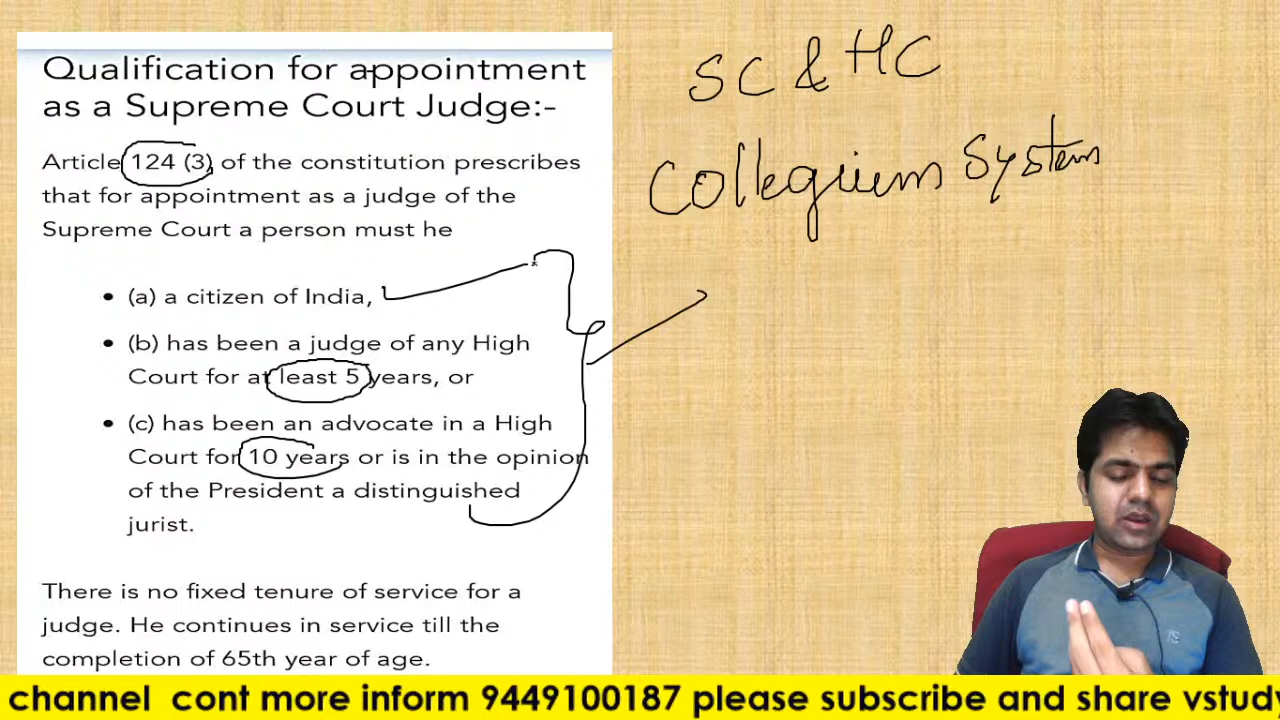 Qualification for appointment
as a Supreme Court Judge:-
Article 124 (3) of the constitution prescribes
that for appointment as a judge of the
Supreme Court a person must he
• (a) a citizen of India,
• (b) has been a judge of any High
Court for at least 5 years, or
• (c) has been an advocate in a High
Court for 10 years or is in the opinion
of the President a distinguished
jurist.
There is no fixed tenure of service for a
judge. He continues in service till the
completion of 65th year of age.
SC & HC
Collegium System
channel cont more inform 9449100187 please subscribe and share vstudy